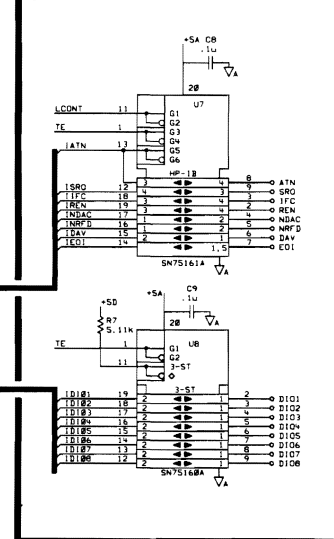 +5A C8
.1u
A
20
U7
LCONT 11 G1
G2
TE 1 G3
G4
IATN 13 G5
G6
HP-IB
3 4 8 ATN
ISRQ 12 3 4 9 SRQ
IIFC 18 3 4 3 IFC
IREN 19 3 4 2 REN
INDAC 17 1 2 4 NDAC
INRFD 16 1 2 5 NRFD
IDAV 15 2 1 6 DAV
IEOI 14 1,5 7 EOI
SN75161A
A
C9
+5A .1u
+5D
A
R7 20
5.11k U8
TE 1 G1
G2
11 3-ST
3-ST
IDIO1 19 2 1 2 DIO1
IDIO2 18 2 1 3 DIO2
IDIO3 17 2 1 4 DIO3
IDIO4 16 2 1 5 DIO4
IDIO5 15 2 1 6 DIO5
IDIO6 14 2 1 7 DIO6
IDIO7 13 2 1 8 DIO7
IDIO8 12 2 1 9 DIO8
SN75160A
A